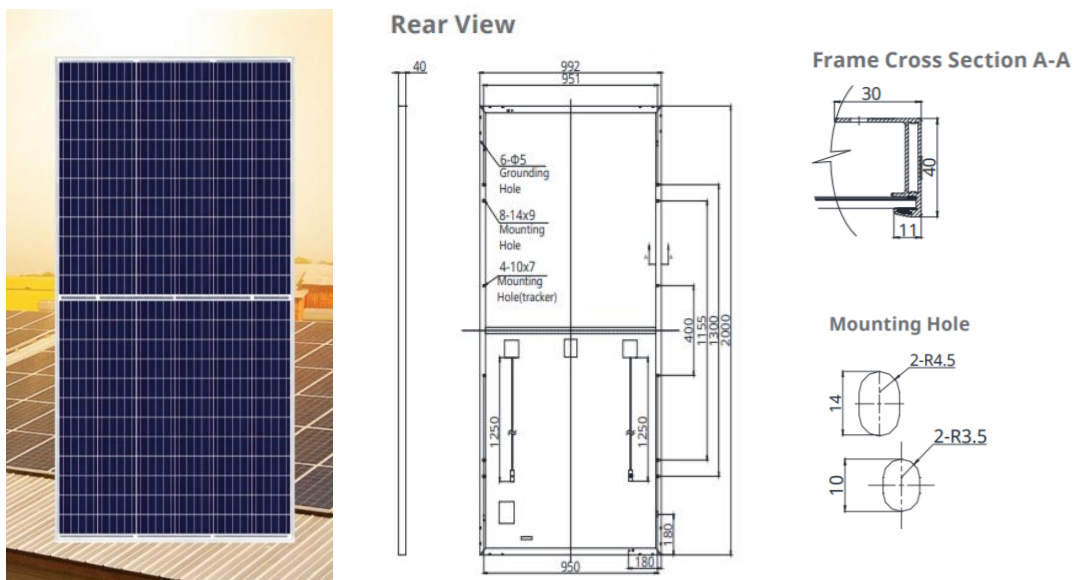 Rear View
40
992
951
6-Φ5
Grounding
Hole
8-14x9
Mounting
Hole
4-10x7
Mounting
Hole(tracker)
A
A
400
1155
1300
2000
1250
1250
180
180
950
Frame Cross Section A-A
30
40
11
Mounting Hole
2-R4.5
14
2-R3.5
10